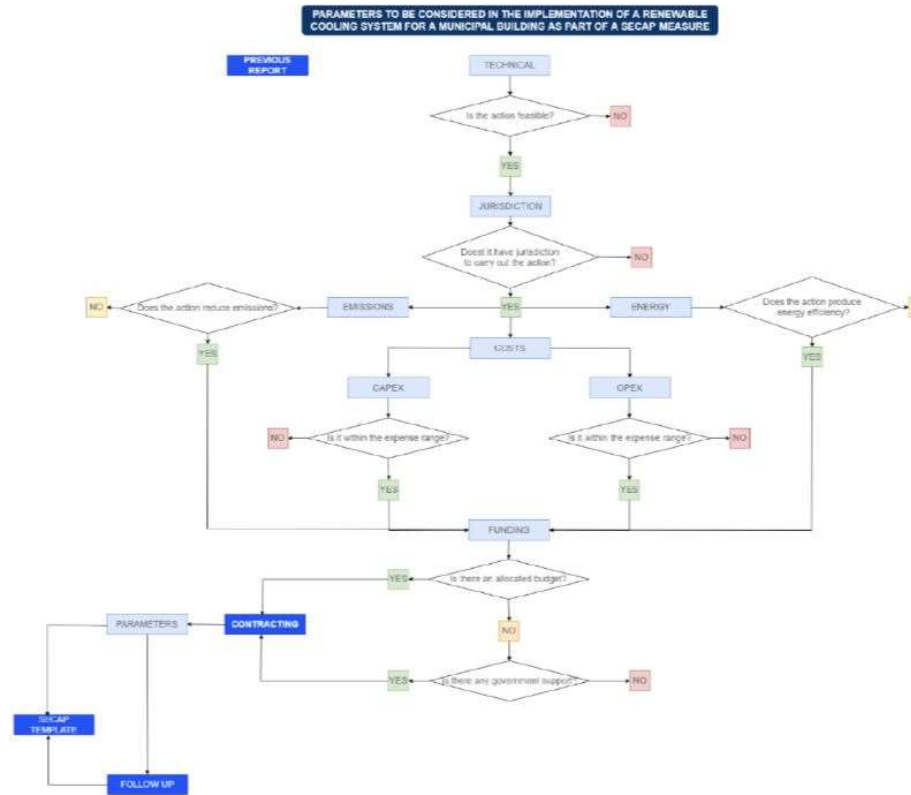 PARAMETERS TO BE CONSIDERED IN THE IMPLEMENTATION OF A RENEWABLE
COOLING SYSTEM FOR A MUNICIPAL BUILDING AS PART OF A SECAP MEASURE
PREVIOUS
REPORT
TECHNICAL
Is the action feasible?
NO
YES
JURISDICTION
Doest it have jurisdiction
to carry out the action?
NO
NO
Does the action reduce emissions?
EMISSIONS
YES
ENERGY
Does the action produce
energy efficiency?
YES
COSTS
YES
CAPEX
OPEX
NO
Is it within the expense range?
Is it within the expense range?
NO
YES
YES
FUNDING
Is there an allocated budget?
YES
PARAMETERS
CONTRACTING
NO
YES
Is there any government support?
NO
SECAP
TEMPLATE
FOLLOW UP